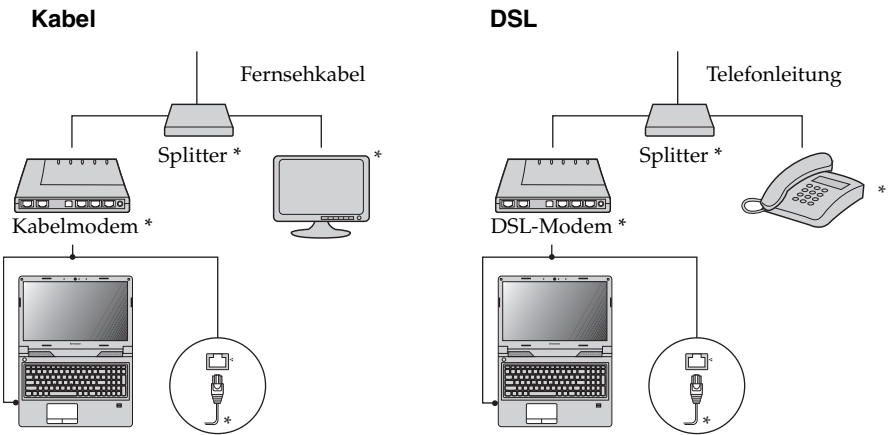 Kabel
Fernsehkabel
Splitter *
*
Kabelmodem *
*
DSL
Telefonleitung
Splitter *
*
DSL-Modem *
*